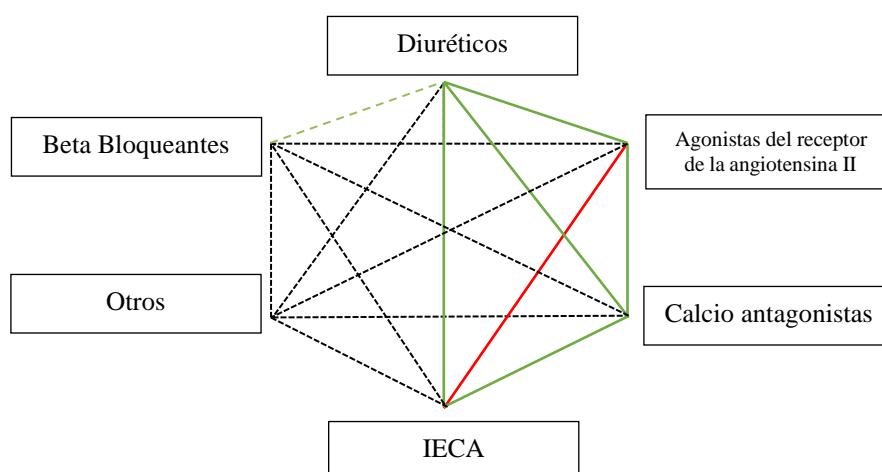 Diuréticos
Beta Bloqueantes
Agonistas del receptor
de la angiotensina II
Otros
Calcio antagonistas
IECA